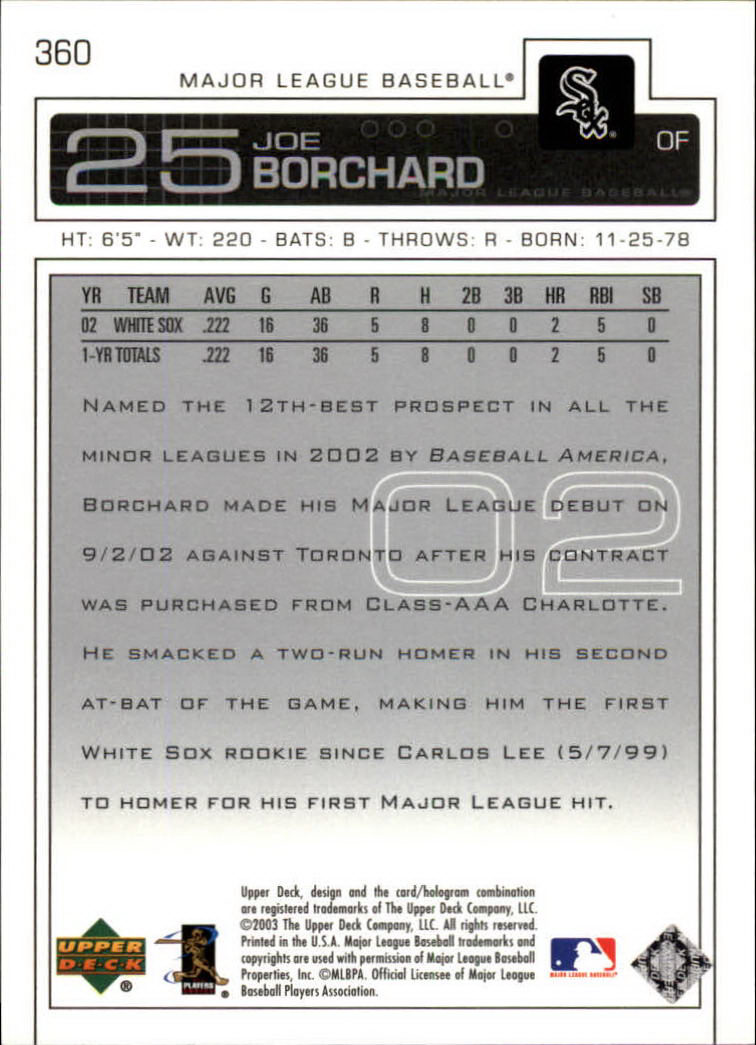 360
MAJOR LEAGUE BASEBALL®
Sox
25 JOE BORCHARD
OF
MAJOR LEAGUE BASEBALL®
HT: 6'5" - WT: 220 - BATS: B - THROWS: R - BORN: 11-25-78
YR TEAM AVG G AB R H 2B 3B HR RBI SB
02 WHITE SOX .222 16 36 5 8 0 0 2 5 0
1-YR TOTALS .222 16 36 5 8 0 0 2 5 0
NAMED THE 12TH-BEST PROSPECT IN ALL THE
MINOR LEAGUES IN 2002 BY BASEBALL AMERICA,
BORCHARD MADE HIS MAJOR LEAGUE DEBUT ON
9/2/02 AGAINST TORONTO AFTER HIS CONTRACT
WAS PURCHASED FROM CLASS-AAA CHARLOTTE.
HE SMACKED A TWO-RUN HOMER IN HIS SECOND
AT-BAT OF THE GAME, MAKING HIM THE FIRST
WHITE SOX ROOKIE SINCE CARLOS LEE (5/7/99)
TO HOMER FOR HIS FIRST MAJOR LEAGUE HIT.
02
Upper Deck, design and the card/hologram combination
are registered trademarks of The Upper Deck Company, LLC.
©2003 The Upper Deck Company, LLC. All rights reserved.
Printed in the U.S.A. Major League Baseball trademarks and
copyrights are used with permission of Major League Baseball
Properties, Inc. ©MLBPA. Official Licensee of Major League
Baseball Players Association.
UPPER
D·E·C·K
®
PLAYERS
®
MAJOR LEAGUE BASEBALL®